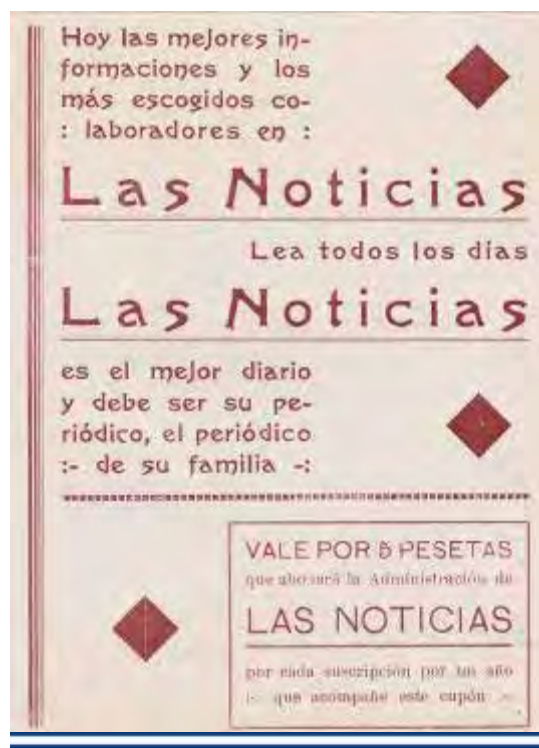 Hoy las mejores in-
formaciones y los
más escogidos co-
: laboradores en :
Las Noticias
Lea todos los días
Las Noticias
es el mejor diario
y debe ser su pe-
riódico, el periódico
:- de su familia -:
VALE POR 5 PESETAS
que abonará la Administración de
LAS NOTICIAS
por cada suscripción por un año
:- que acompañe este cupón -: